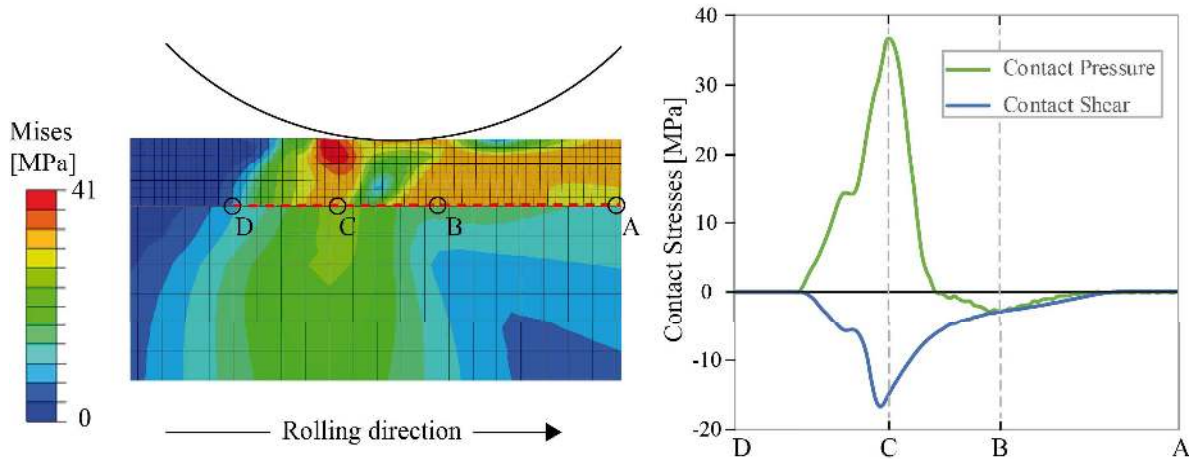 Mises
[MPa]
41
0
D
C
B
A
Rolling direction
Contact Stresses [MPa]
40
30
20
10
0
-10
-20
Contact Pressure
Contact Shear
D
C
B
A